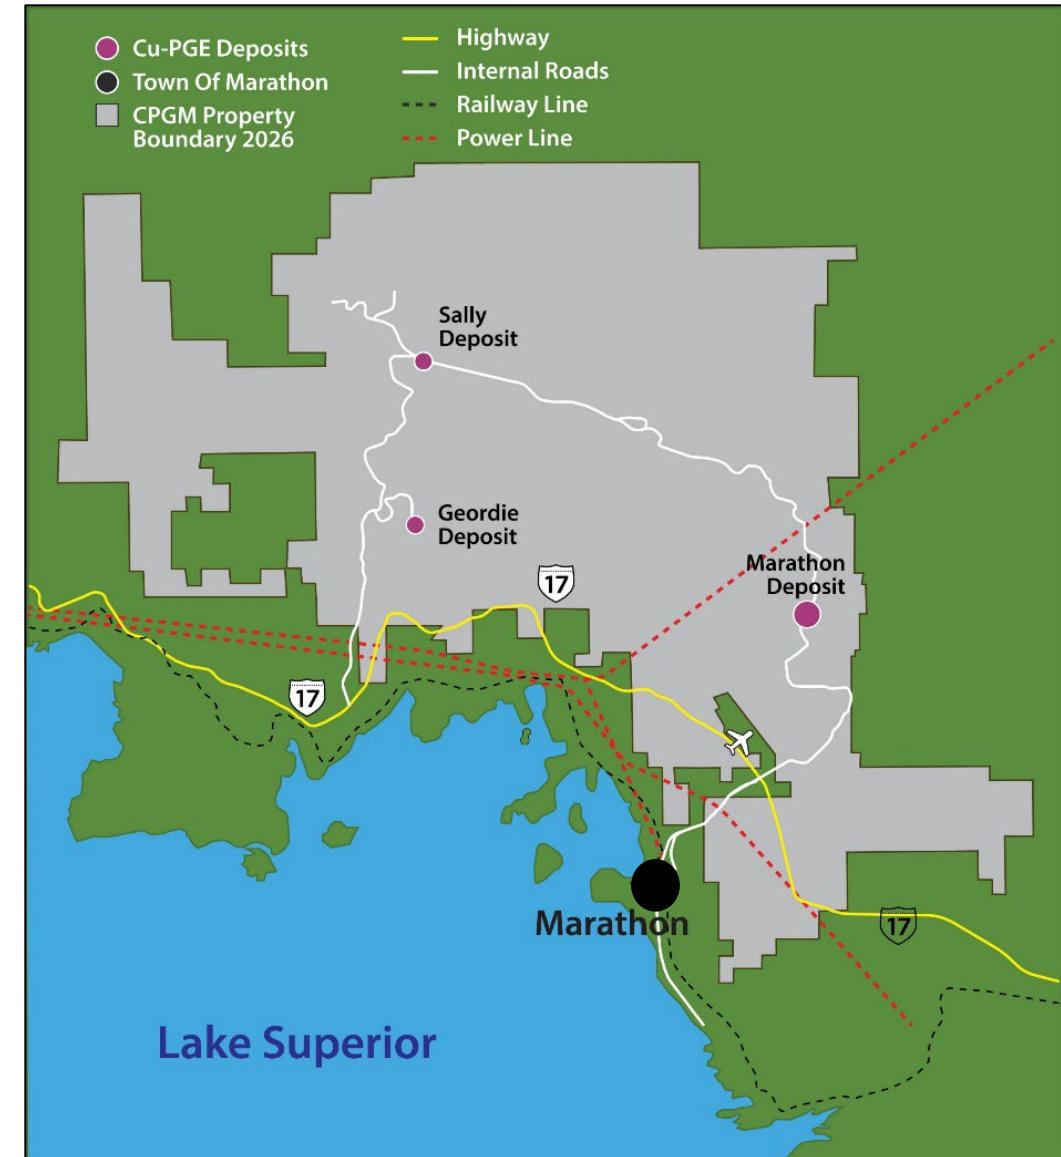 Cu-PGE Deposits
Town Of Marathon
CPGM Property
Boundary 2026
Highway
Internal Roads
Railway Line
Power Line
Sally
Deposit
Geordie
Deposit
17
Marathon
Deposit
17
Marathon
17
Lake Superior